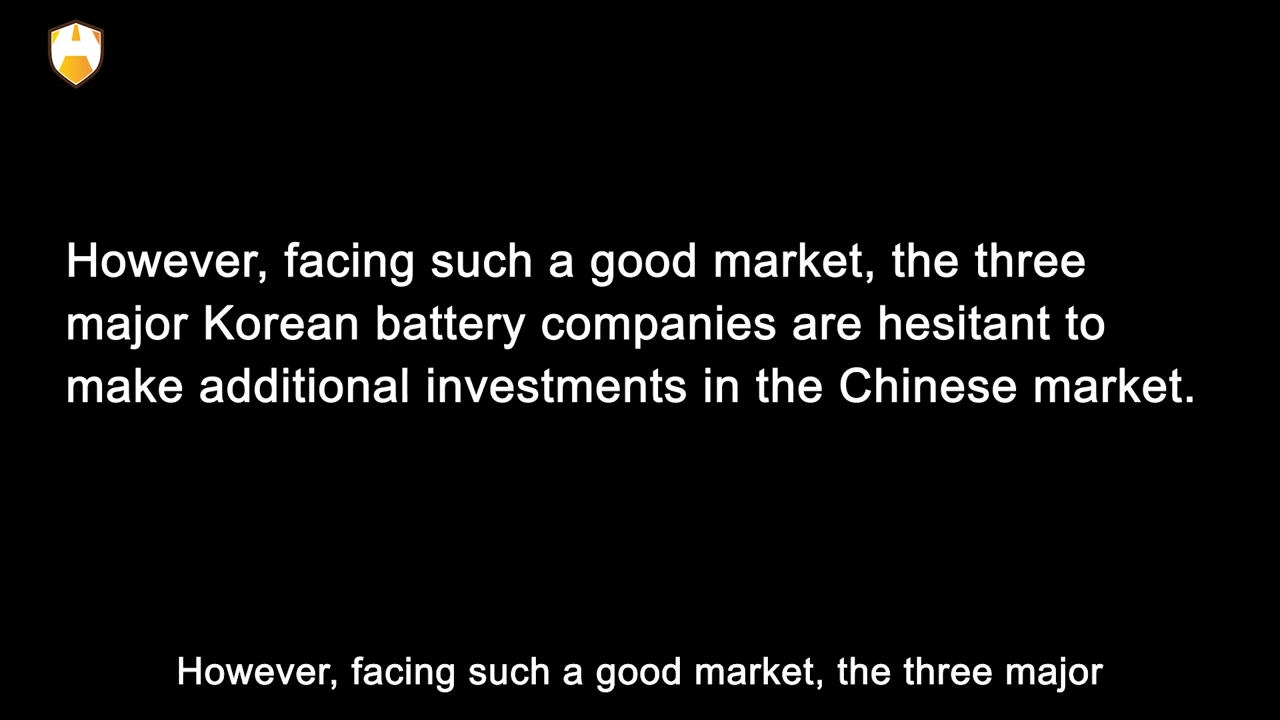 However, facing such a good market, the three
major Korean battery companies are hesitant to
make additional investments in the Chinese market.
However, facing such a good market, the three major